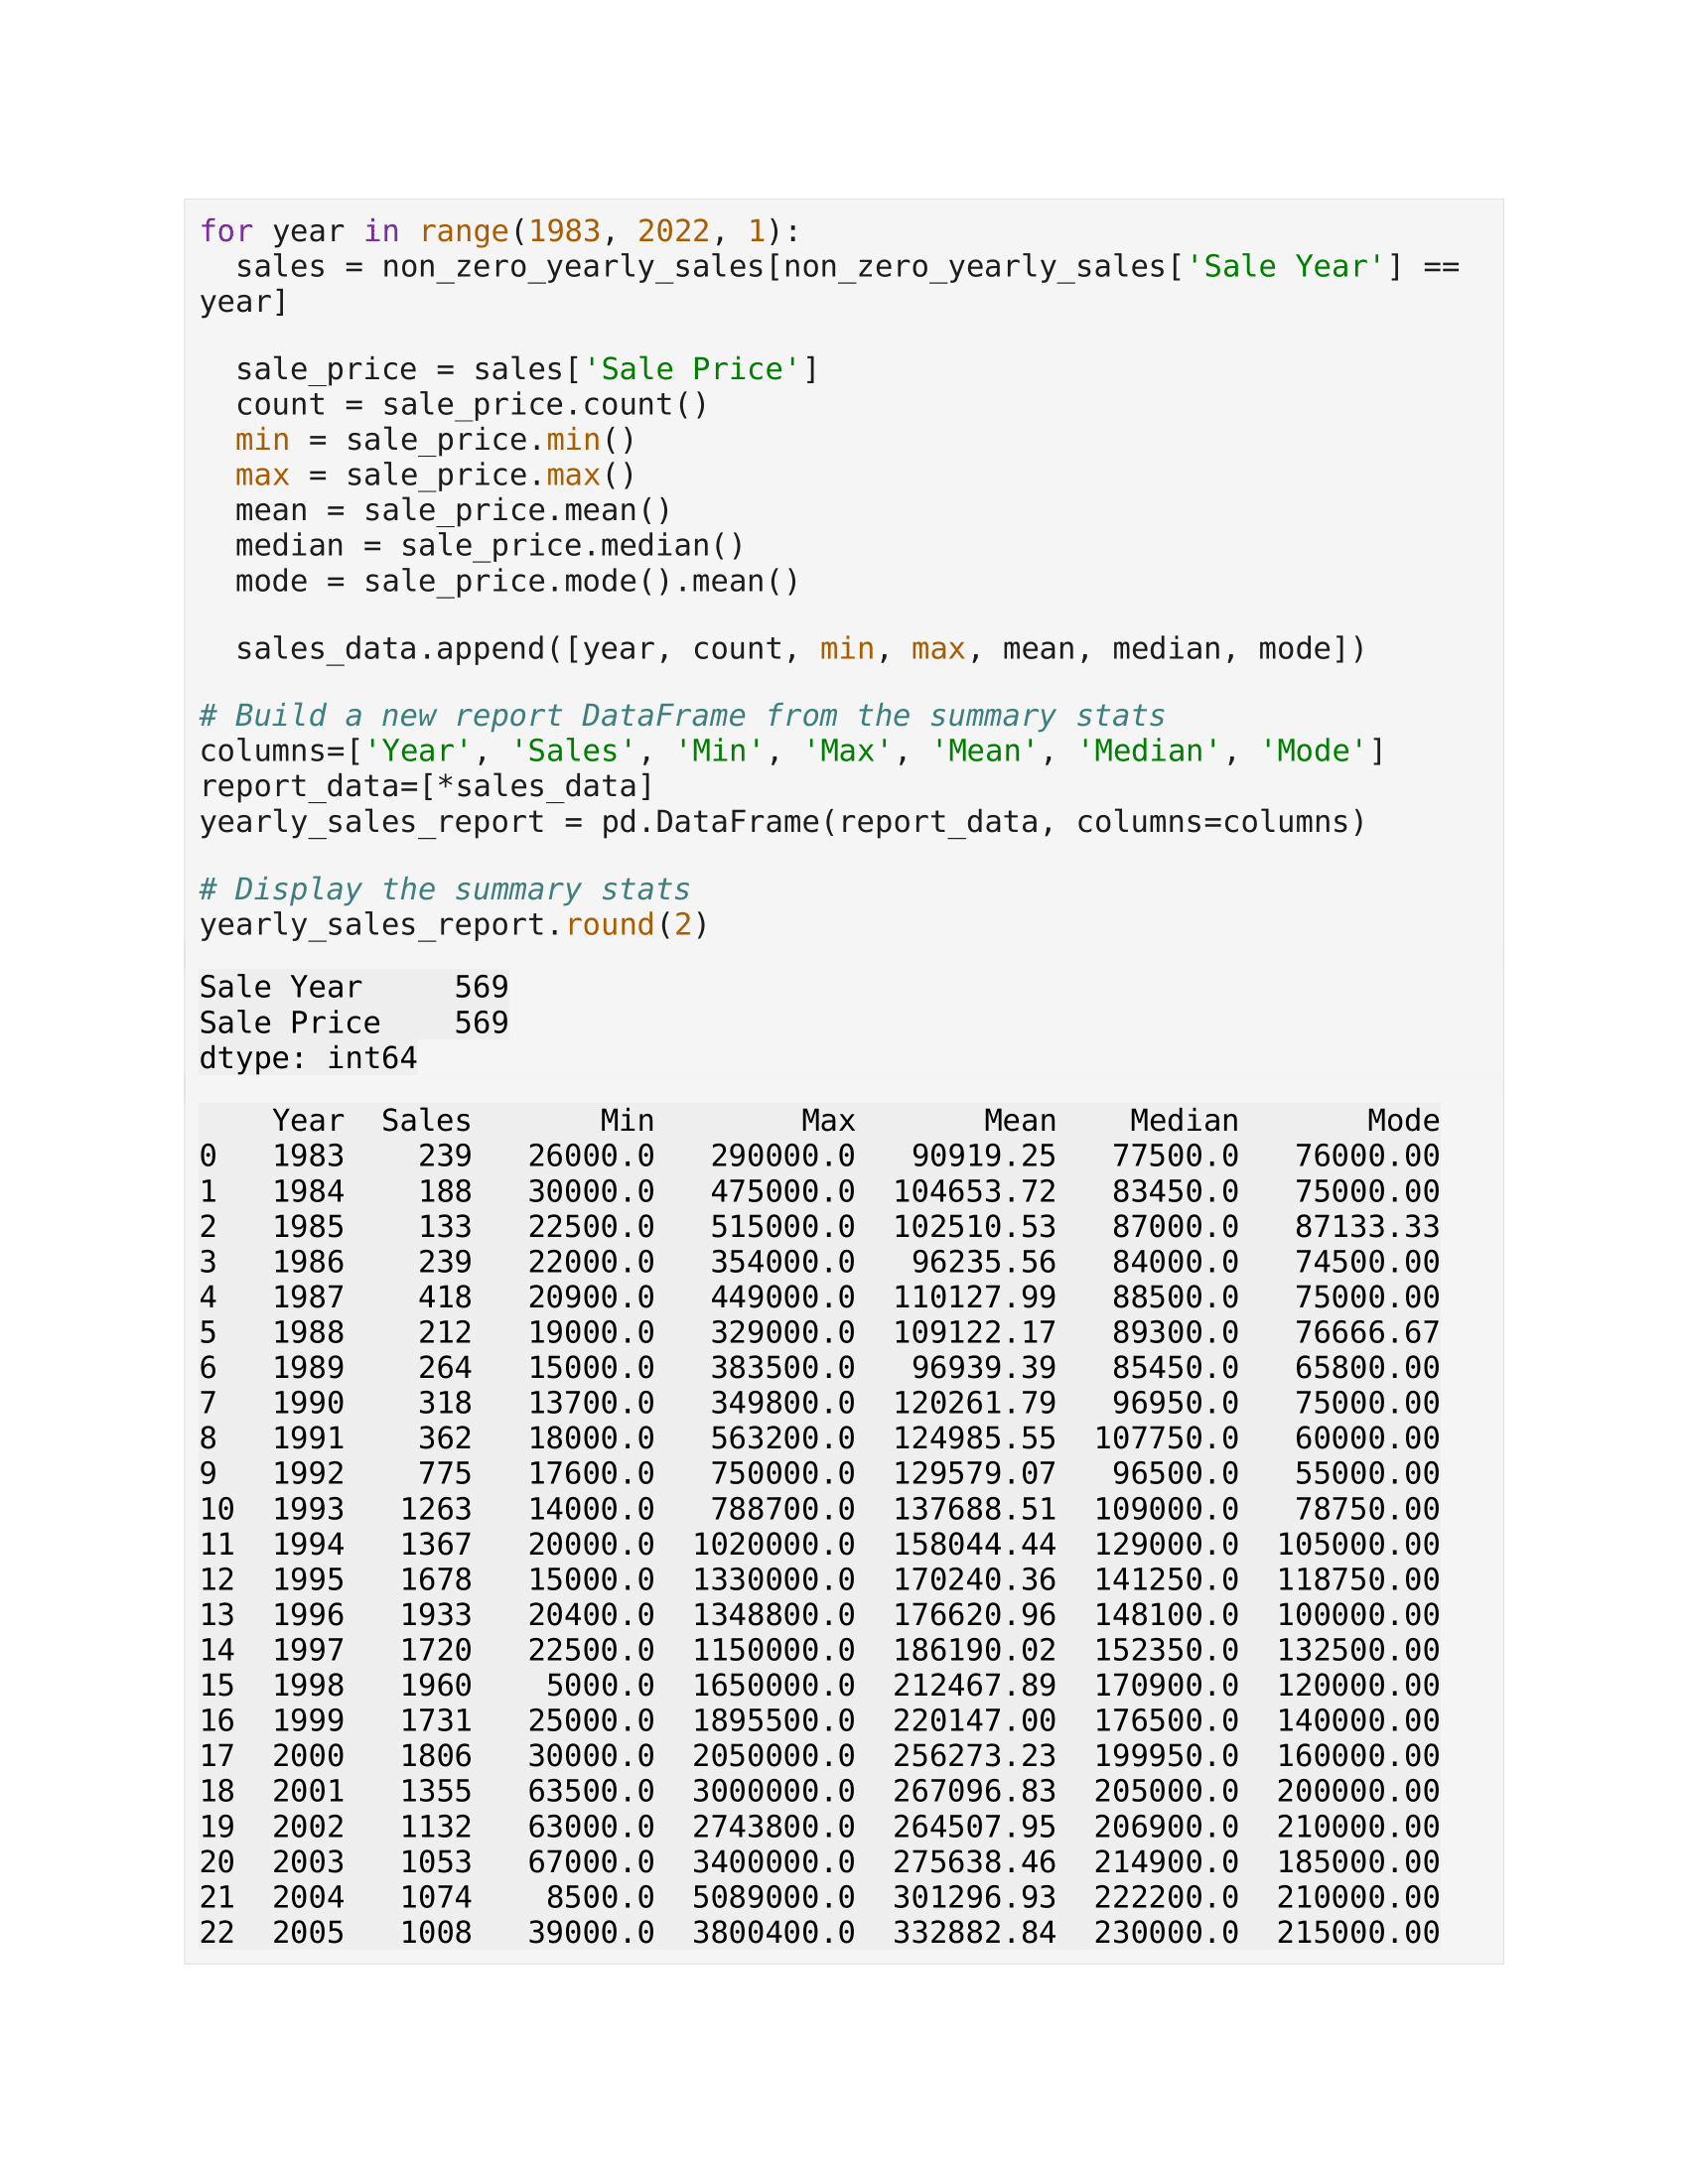 for year in range(1983, 2022, 1):
  sales = non_zero_yearly_sales[non_zero_yearly_sales['Sale Year'] ==
year]

  sale_price = sales['Sale Price']
  count = sale_price.count()
  min = sale_price.min()
  max = sale_price.max()
  mean = sale_price.mean()
  median = sale_price.median()
  mode = sale_price.mode().mean()

  sales_data.append([year, count, min, max, mean, median, mode])

# Build a new report DataFrame from the summary stats
columns=['Year', 'Sales', 'Min', 'Max', 'Mean', 'Median', 'Mode']
report_data=[*sales_data]
yearly_sales_report = pd.DataFrame(report_data, columns=columns)

# Display the summary stats
yearly_sales_report.round(2)

Sale Year     569
Sale Price    569
dtype: int64

    Year  Sales       Min        Max       Mean    Median       Mode
0   1983    239   26000.0   290000.0   90919.25   77500.0   76000.00
1   1984    188   30000.0   475000.0  104653.72   83450.0   75000.00
2   1985    133   22500.0   515000.0  102510.53   87000.0   87133.33
3   1986    239   22000.0   354000.0   96235.56   84000.0   74500.00
4   1987    418   20900.0   449000.0  110127.99   88500.0   75000.00
5   1988    212   19000.0   329000.0  109122.17   89300.0   76666.67
6   1989    264   15000.0   383500.0   96939.39   85450.0   65800.00
7   1990    318   13700.0   349800.0  120261.79   96950.0   75000.00
8   1991    362   18000.0   563200.0  124985.55  107750.0   60000.00
9   1992    775   17600.0   750000.0  129579.07   96500.0   55000.00
10  1993   1263   14000.0   788700.0  137688.51  109000.0   78750.00
11  1994   1367   20000.0  1020000.0  158044.44  129000.0  105000.00
12  1995   1678   15000.0  1330000.0  170240.36  141250.0  118750.00
13  1996   1933   20400.0  1348800.0  176620.96  148100.0  100000.00
14  1997   1720   22500.0  1150000.0  186190.02  152350.0  132500.00
15  1998   1960    5000.0  1650000.0  212467.89  170900.0  120000.00
16  1999   1731   25000.0  1895500.0  220147.00  176500.0  140000.00
17  2000   1806   30000.0  2050000.0  256273.23  199950.0  160000.00
18  2001   1355   63500.0  3000000.0  267096.83  205000.0  200000.00
19  2002   1132   63000.0  2743800.0  264507.95  206900.0  210000.00
20  2003   1053   67000.0  3400000.0  275638.46  214900.0  185000.00
21  2004   1074    8500.0  5089000.0  301296.93  222200.0  210000.00
22  2005   1008   39000.0  3800400.0  332882.84  230000.0  215000.00